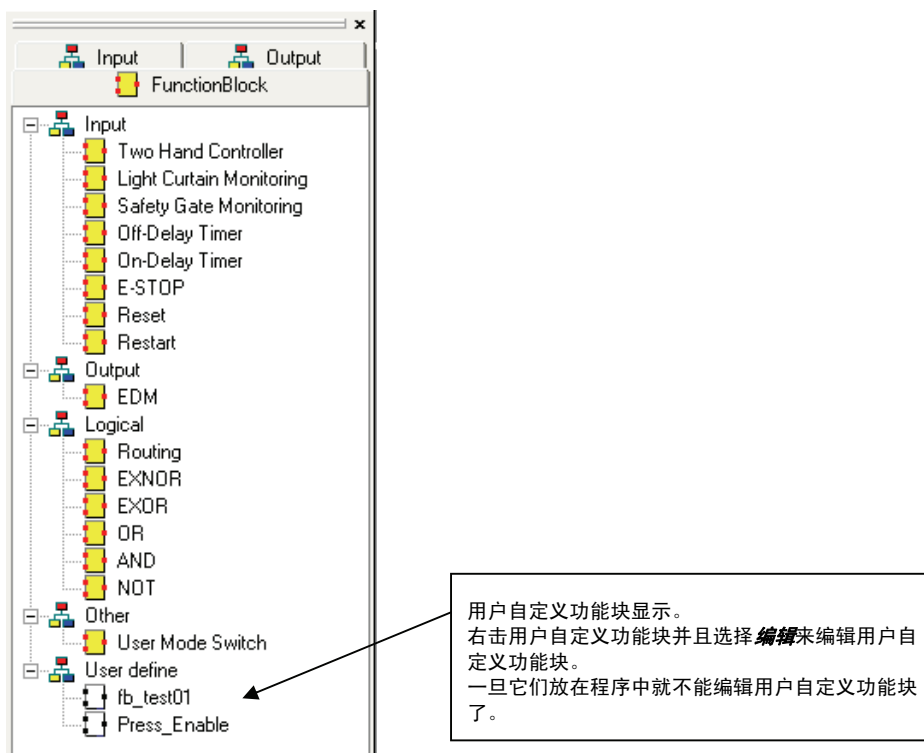 Input
Output
FunctionBlock
Input
Two Hand Controller
Light Curtain Monitoring
Safety Gate Monitoring
Off-Delay Timer
On-Delay Timer
E-STOP
Reset
Restart
Output
EDM
Logical
Routing
EXNOR
EXOR
OR
AND
NOT
Other
User Mode Switch
User define
fb_test01
Press_Enable
用户自定义功能块显示。
右击用户自定义功能块并且选择编辑来编辑用户自
定义功能块。
一旦它们放在程序中就不能编辑用户自定义功能块
了。